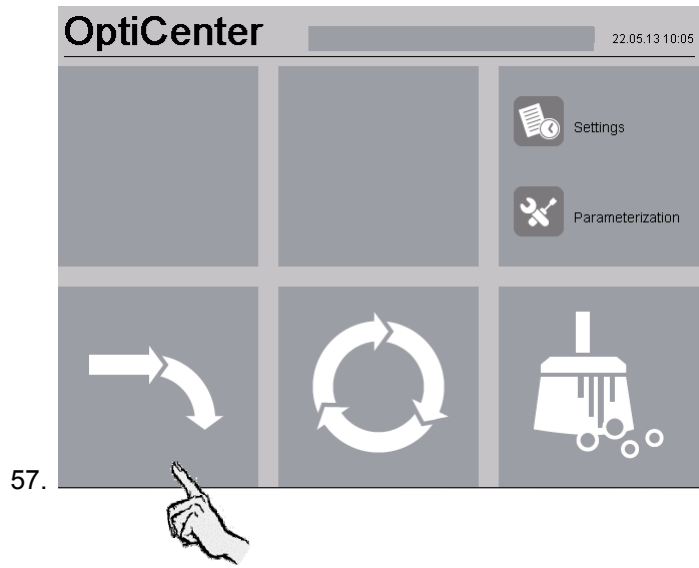 OptiCenter
22.05.13 10:05
Settings
Parameterization
57.